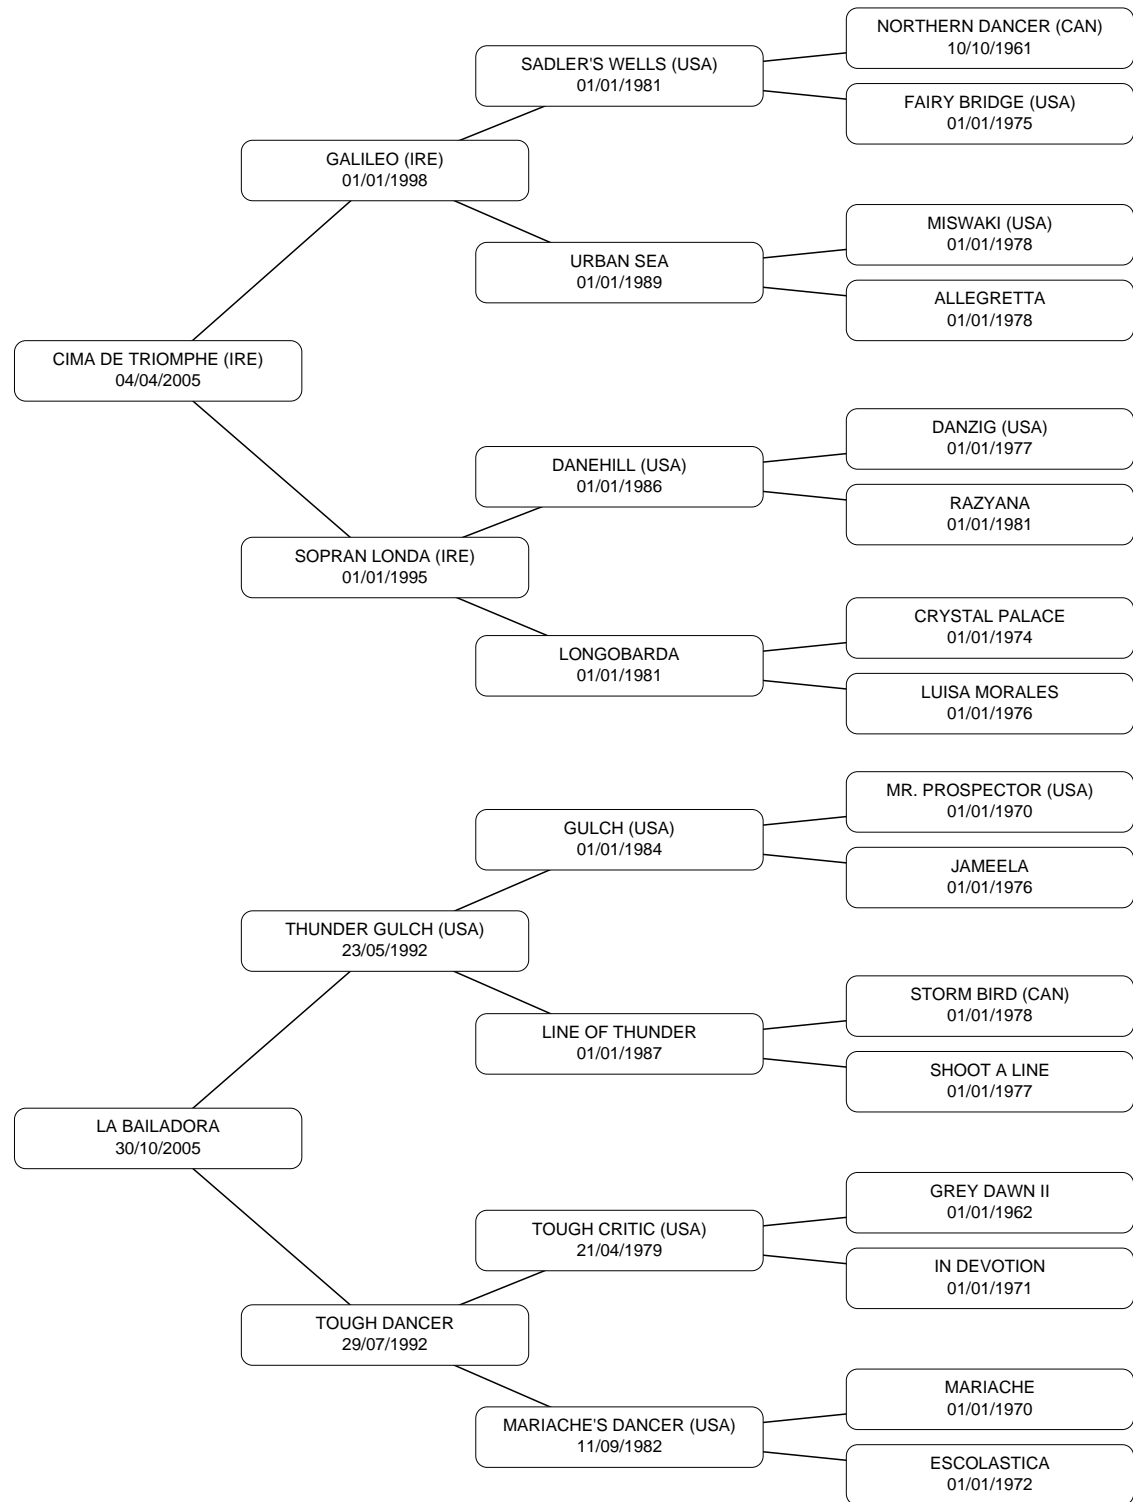 NORTHERN DANCER (CAN)
10/10/1961
SADLER'S WELLS (USA)
01/01/1981
FAIRY BRIDGE (USA)
01/01/1975
GALILEO (IRE)
01/01/1998
MISWAKI (USA)
01/01/1978
URBAN SEA
01/01/1989
ALLEGRETTA
01/01/1978
CIMA DE TRIOMPHE (IRE)
04/04/2005
DANZIG (USA)
01/01/1977
DANEHILL (USA)
01/01/1986
RAZYANA
01/01/1981
SOPRAN LONDA (IRE)
01/01/1995
CRYSTAL PALACE
01/01/1974
LONGOBARDA
01/01/1981
LUISA MORALES
01/01/1976
MR. PROSPECTOR (USA)
01/01/1970
GULCH (USA)
01/01/1984
JAMEELA
01/01/1976
THUNDER GULCH (USA)
23/05/1992
STORM BIRD (CAN)
01/01/1978
LINE OF THUNDER
01/01/1987
SHOOT A LINE
01/01/1977
LA BAILADORA
30/10/2005
GREY DAWN II
01/01/1962
TOUGH CRITIC (USA)
21/04/1979
IN DEVOTION
01/01/1971
TOUGH DANCER
29/07/1992
MARIACHE
01/01/1970
MARIACHE'S DANCER (USA)
11/09/1982
ESCOLASTICA
01/01/1972